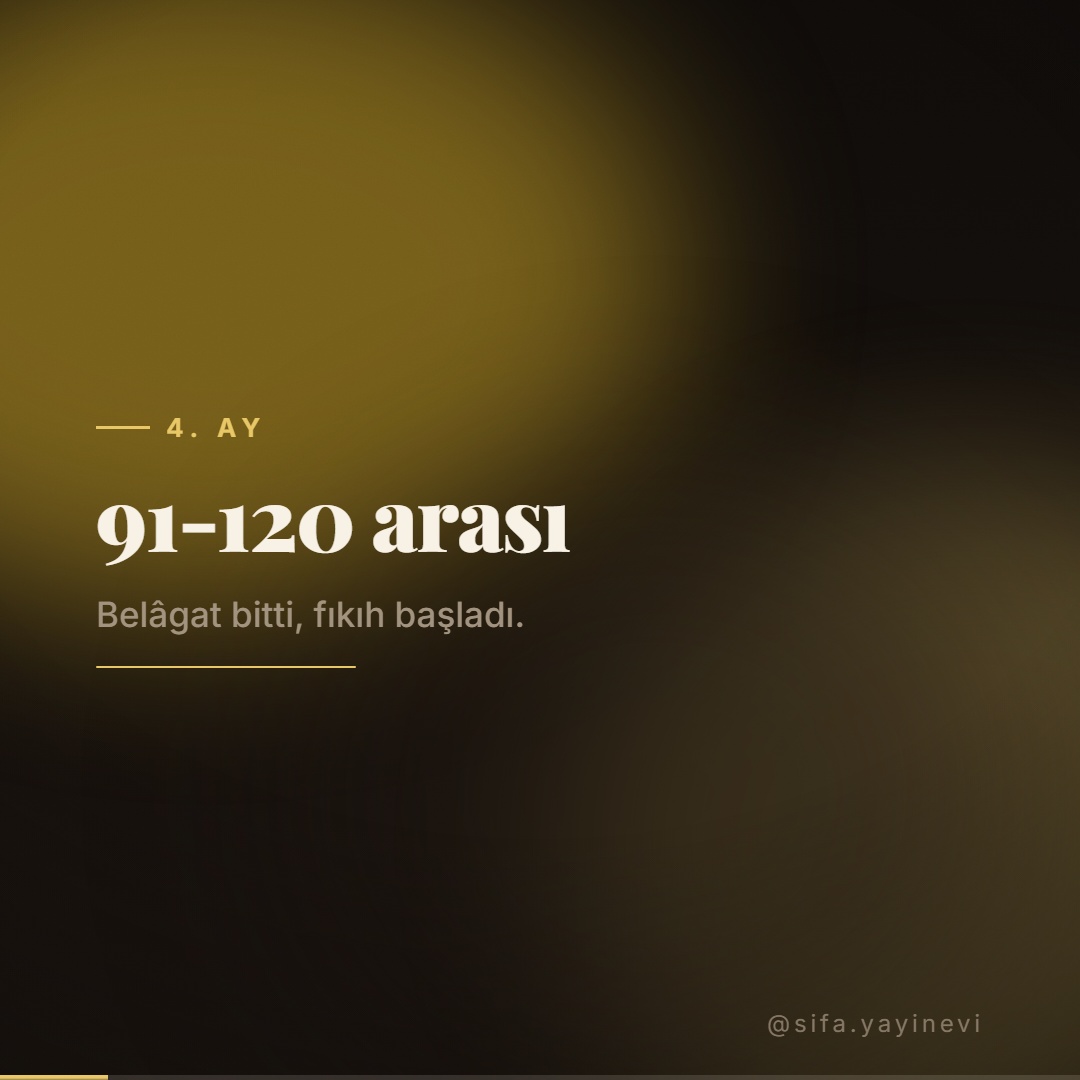 4. AY
91–120 arası
Belâgat bitti, fıkıh başladı.
@sifa.yayinevi